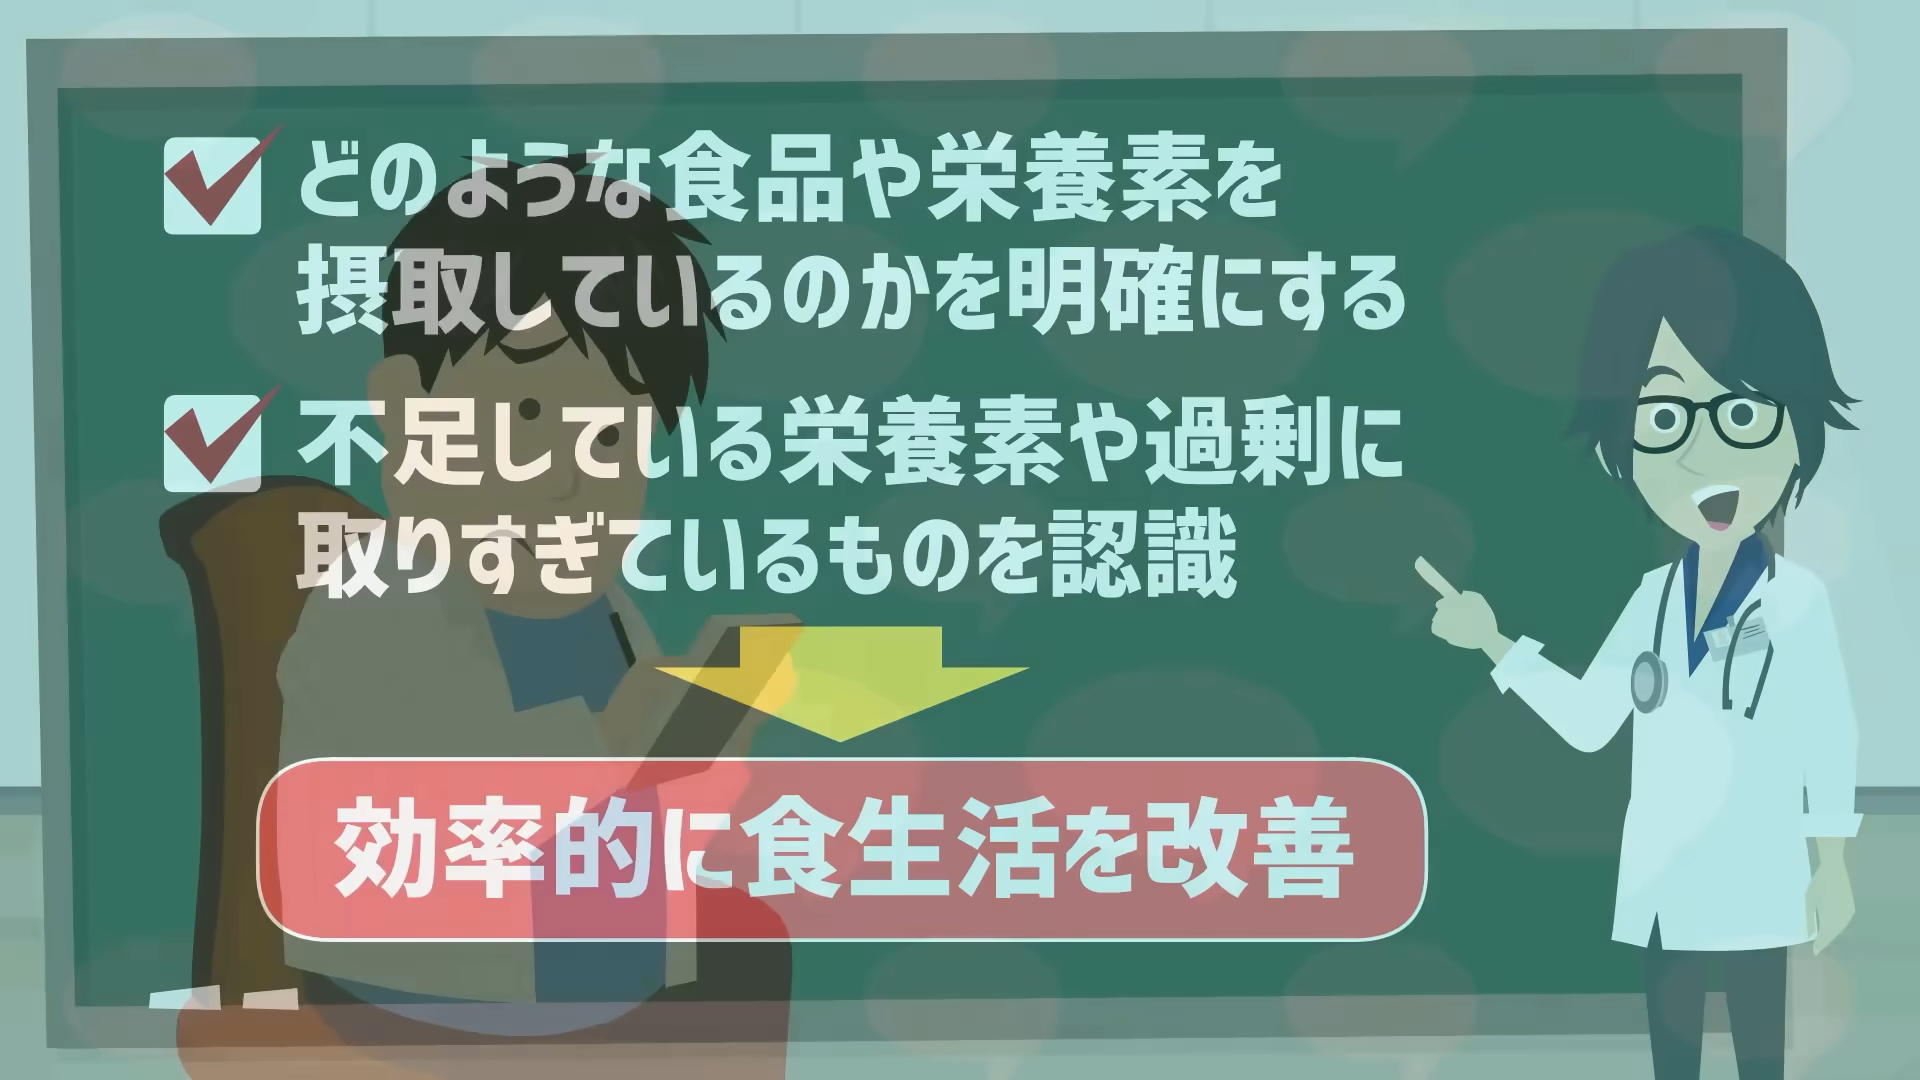 どのような食品や栄養素を
摂取しているのかを明確にする
不足している栄養素や過剰に
取りすぎているものを認識
効率的に食生活を改善